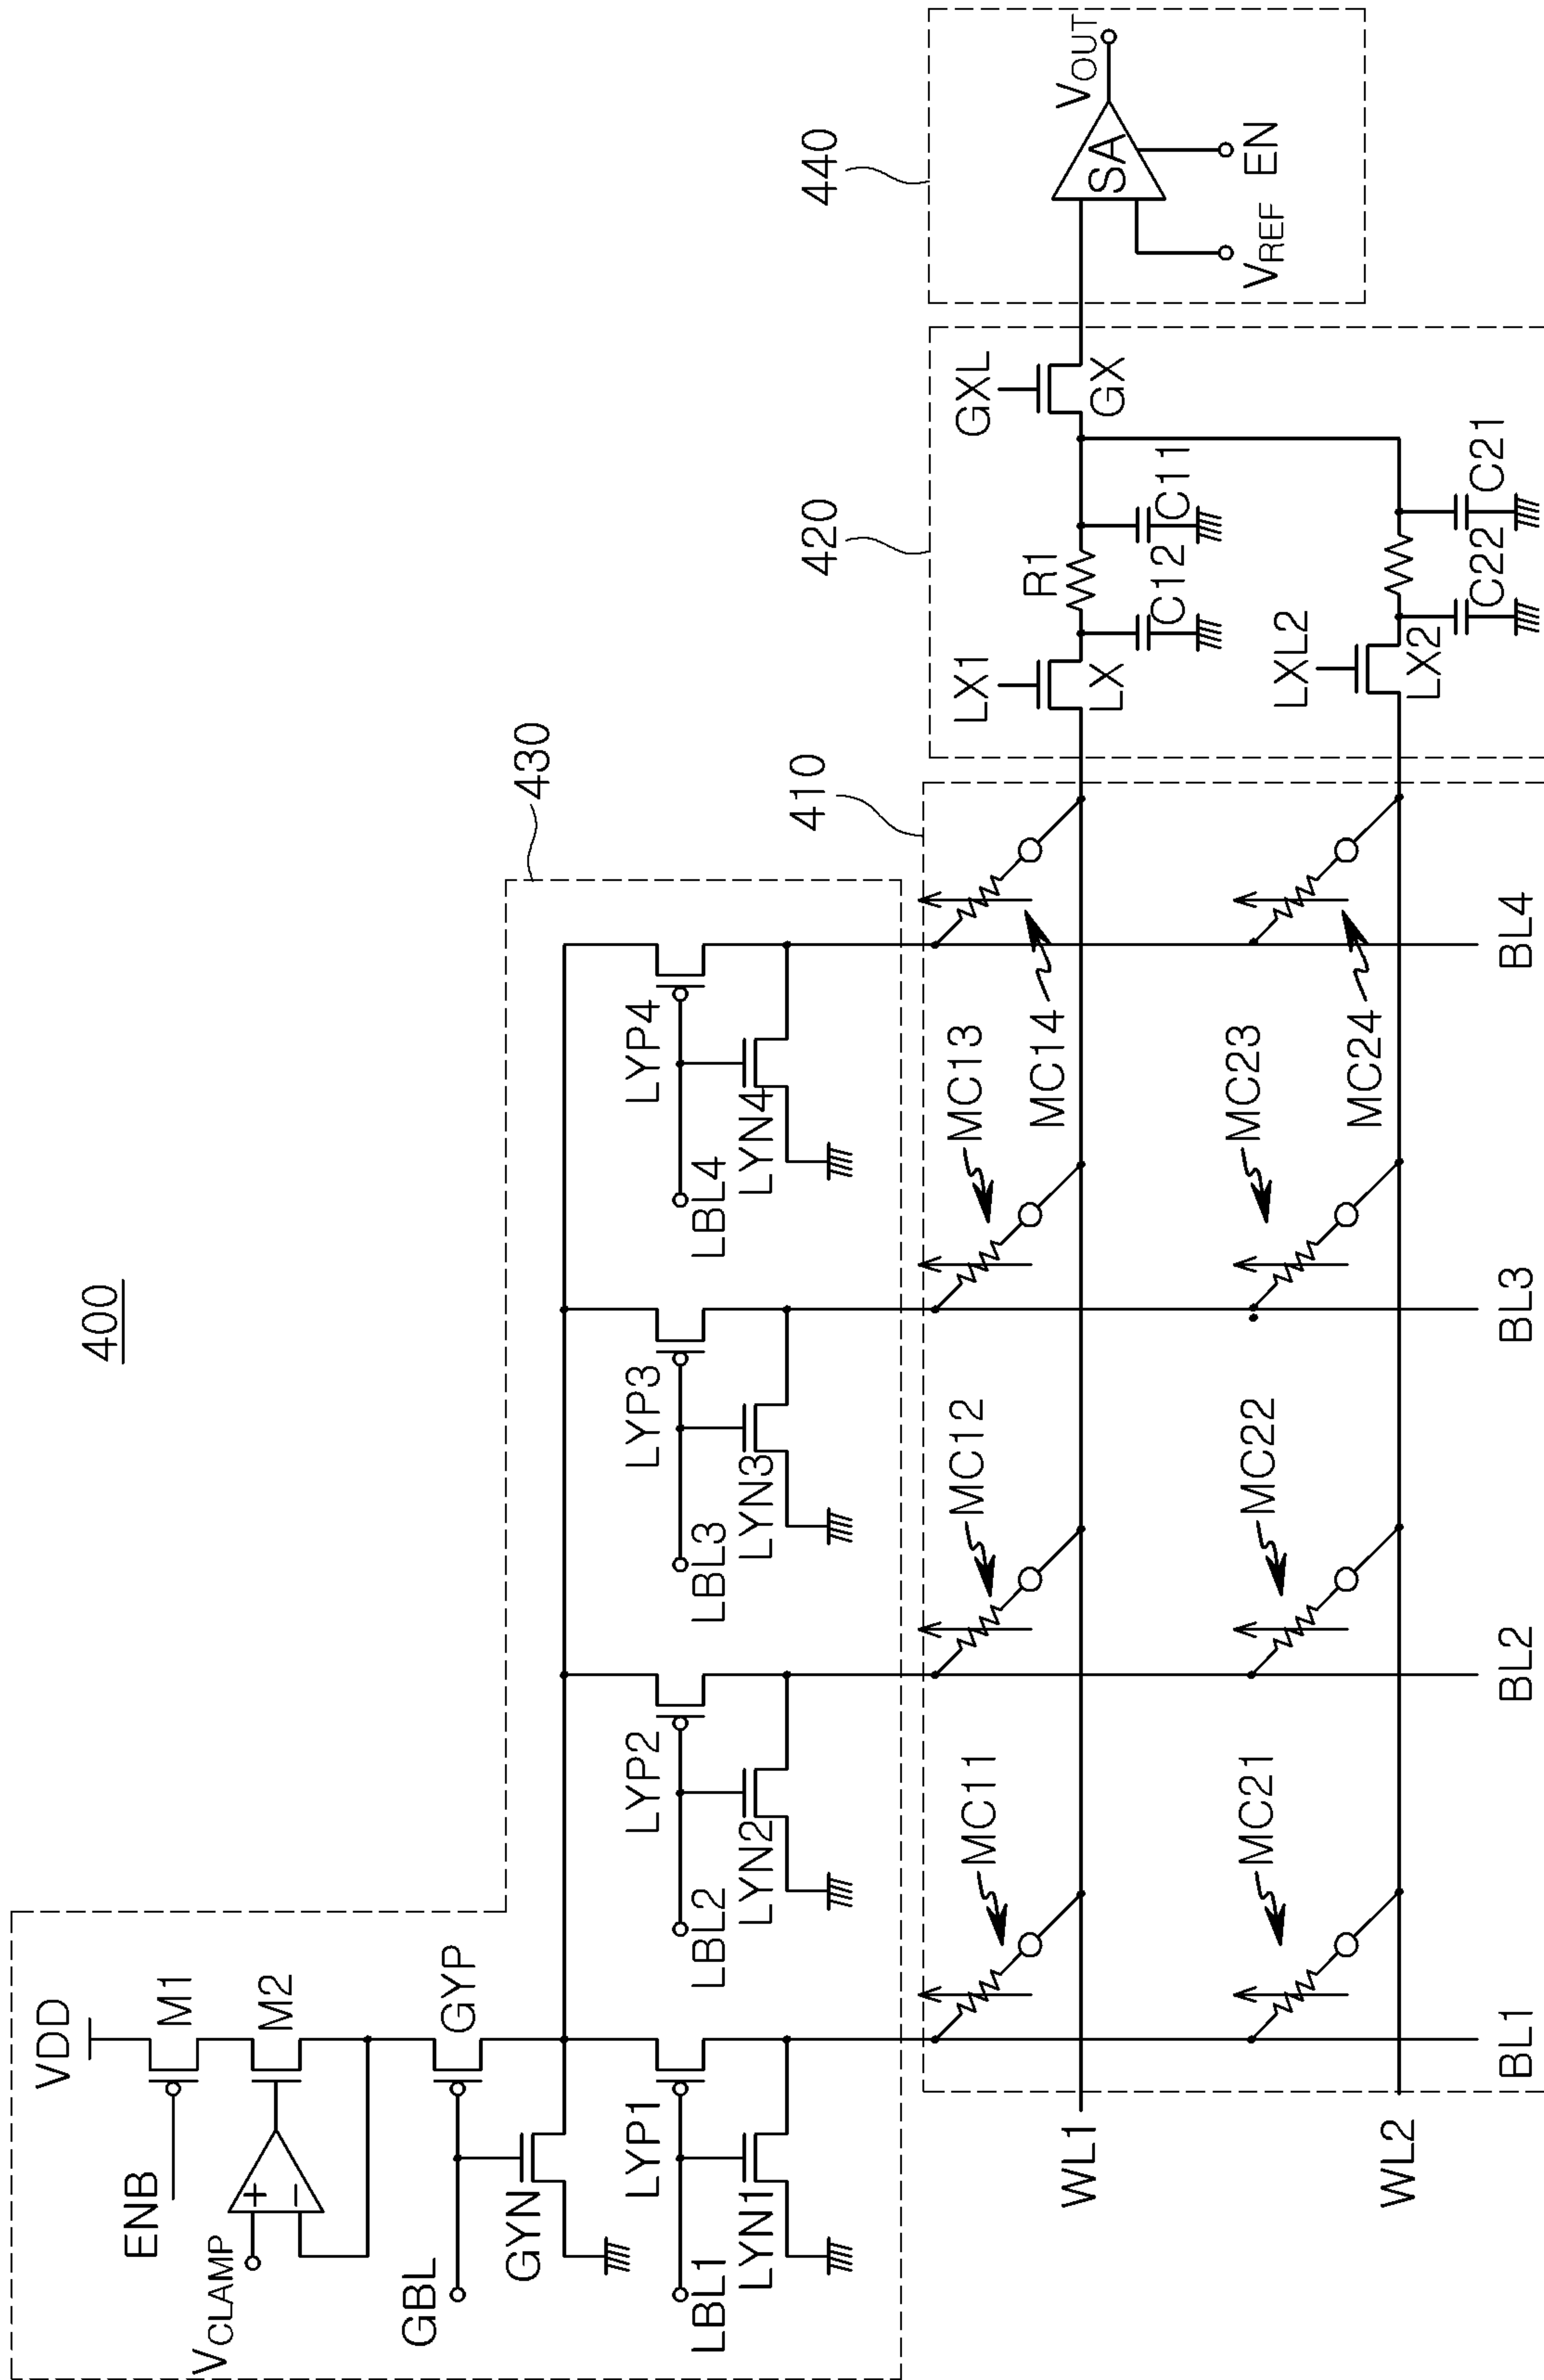 400
VDD
M1
ENB
M2
VCLAMP
GYP
GBL
GYN
430
LYP1
LBL1
LYN1
LYP2
LBL2
LYN2
LYP3
LBL3
LYN3
LYP4
LBL4
LYN4
410
MC11
MC12
MC13
MC14
WL1
MC21
MC22
MC23
MC24
WL2
BL1
BL2
BL3
BL4
420
LX1
LX
R1
C12
C11
GXL
GX
LXL2
LX2
C22
C21
440
SA
VOUT
VREF
EN